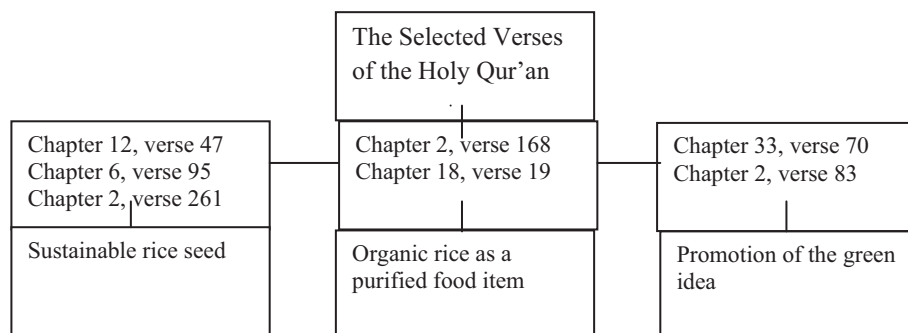 The Selected Verses
of the Holy Qur’an
Chapter 12, verse 47
Chapter 6, verse 95
Chapter 2, verse 261
Chapter 2, verse 168
Chapter 18, verse 19
Chapter 33, verse 70
Chapter 2, verse 83
Sustainable rice seed
Organic rice as a
purified food item
Promotion of the green
idea